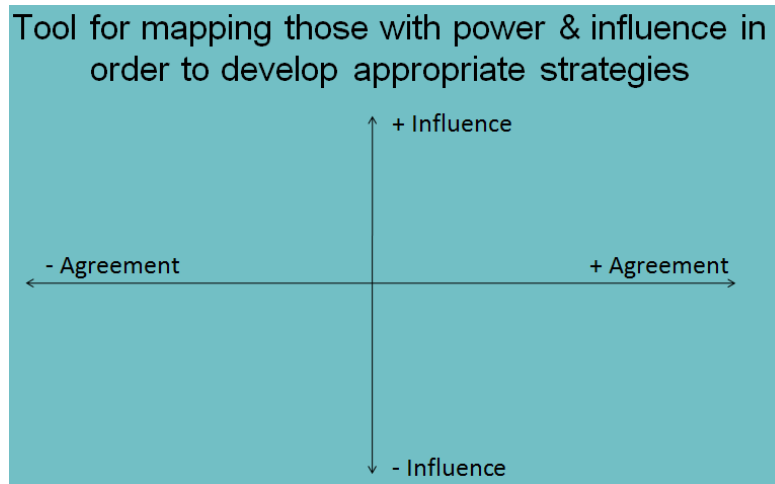 Tool for mapping those with power & influence in
order to develop appropriate strategies
+ Influence
- Agreement
+ Agreement
- Influence